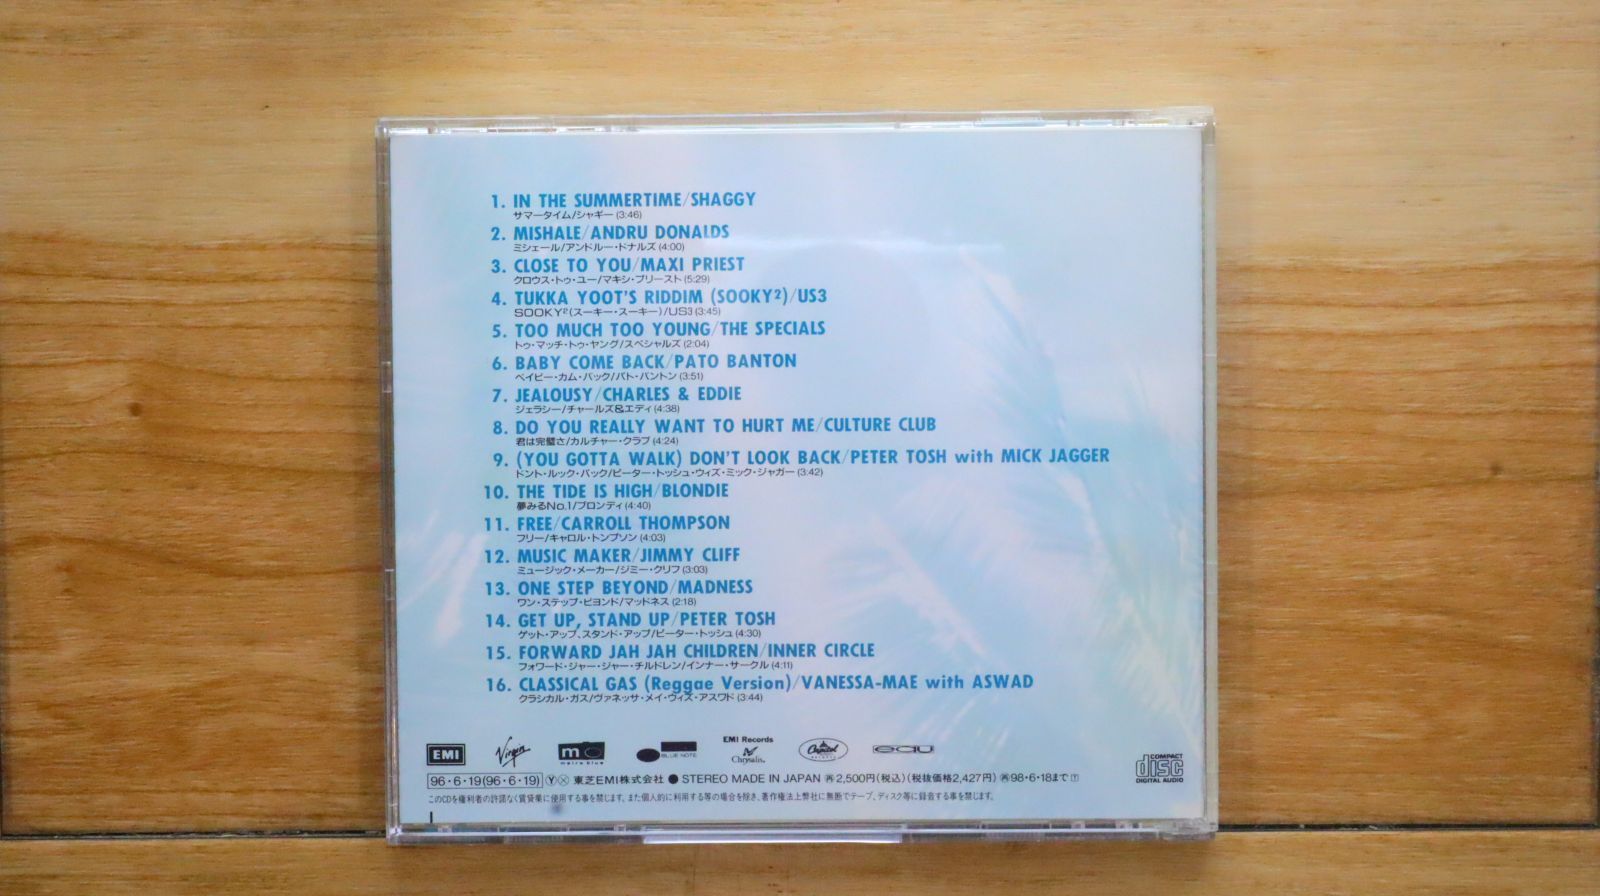 1. IN THE SUMMERTIME/SHAGGY
サマータイム/シャギー (3:46)
2. MISHALE/ANDRU DONALDS
ミシェール/アンドルー・ドナルズ (4:00)
3. CLOSE TO YOU/MAXI PRIEST
クロウス・トゥ・ユー/マキシ・プリースト (5:29)
4. TUKKA YOOT'S RIDDIM (SOOKY²)/US3
SOOKY²(スーキー・スーキー)/US3 (3:45)
5. TOO MUCH TOO YOUNG/THE SPECIALS
トゥ・マッチ・トゥ・ヤング/スペシャルズ (2:04)
6. BABY COME BACK/PATO BANTON
ベイビー・カム・バック/パト・バントン (3:51)
7. JEALOUSY/CHARLES & EDDIE
ジェラシー/チャールズ&エディ (4:38)
8. DO YOU REALLY WANT TO HURT ME/CULTURE CLUB
君は完璧さ/カルチャー・クラブ (4:24)
9. (YOU GOTTA WALK) DON'T LOOK BACK/PETER TOSH with MICK JAGGER
ドント・ルック・バック/ピーター・トッシュ・ウィズ・ミック・ジャガー (3:42)
10. THE TIDE IS HIGH/BLONDIE
夢みるNo.1/ブロンディ (4:40)
11. FREE/CARROLL THOMPSON
フリー/キャロル・トンプソン (4:03)
12. MUSIC MAKER/JIMMY CLIFF
ミュージック・メーカー/ジミー・クリフ (3:03)
13. ONE STEP BEYOND/MADNESS
ワン・ステップ・ビヨンド/マッドネス (2:18)
14. GET UP, STAND UP/PETER TOSH
ゲット・アップ、スタンド・アップ/ピーター・トッシュ (4:30)
15. FORWARD JAH JAH CHILDREN/INNER CIRCLE
フォワード・ジャー・ジャー・チルドレン/インナー・サークル (4:11)
16. CLASSICAL GAS (Reggae Version)/VANESSA-MAE with ASWAD
クラシカル・ガス/ヴァネッサ・メイ・ウィズ・アスワド (3:44)
EMI Virgin metro blue BLUE NOTE EMI Records Chrysalis. Capitol RECORDS eau
96・6・19(96・6・19) Ⓨ 東芝EMI株式会社 ● STEREO MADE IN JAPAN ㊄2,500円(税込)(税抜価格2,427円) ㊄98・6・18まで
COMPACT disc DIGITAL AUDIO
このCDを権利者の許諾なく賃貸業に使用する事を禁じます。また個人的に利用する等の場合を除き、著作権法上弊社に無断でテープ、ディスク等に録音する事を禁じます。